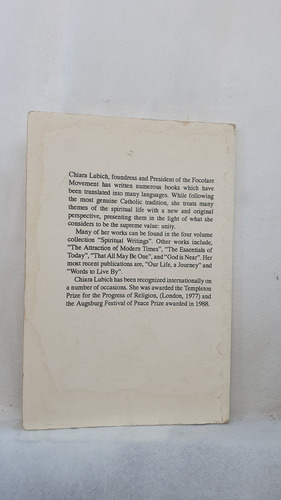 Chiara Lubich, foundress and President of the Focolare
Movement has written numerous books which have
been translated into many languages. While following
the most genuine Catholic tradition, she treats many
themes of the spiritual life with a new and original
perspective, presenting them in the light of what she
considers to be the supreme value: unity.
Many of her works can be found in the four volume
collection "Spiritual Writings". Other works include,
"The Attraction of Modern Times", "The Essentials of
Today", "That All May Be One", and "God is Near". Her
most recent publications are, "Our Life, a Journey" and
"Words to Live By".
Chiara Lubich has been recognized internationally on
a number of occasions. She was awarded the Templeton
Prize for the Progress of Religion, (London, 1977) and
the Augsburg Festival of Peace Prize awarded in 1988.